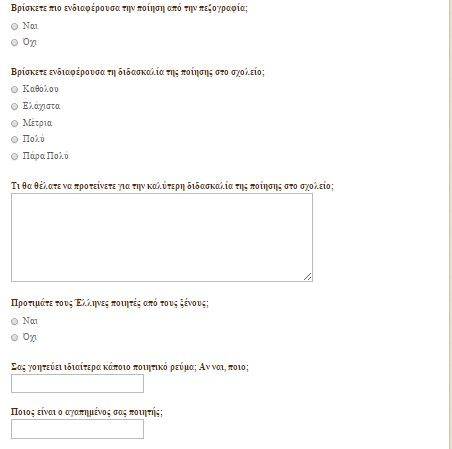 Βρίσκετε πιο ενδιαφέρουσα την ποίηση από την πεζογραφία;
Ναι
Όχι
Βρίσκετε ενδιαφέρουσα τη διδασκαλία της ποίησης στο σχολείο;
Καθόλου
Ελάχιστα
Μέτρια
Πολύ
Πάρα Πολύ
Τι θα θέλατε να προτείνετε για την καλύτερη διδασκαλία της ποίησης στο σχολείο;
Προτιμάτε τους Έλληνες ποιητές από τους ξένους;
Ναι
Όχι
Σας γοητεύει ιδιαίτερα κάποιο ποιητικό ρεύμα; Αν ναι, ποιο;
Ποιος είναι ο αγαπημένος σας ποιητής;